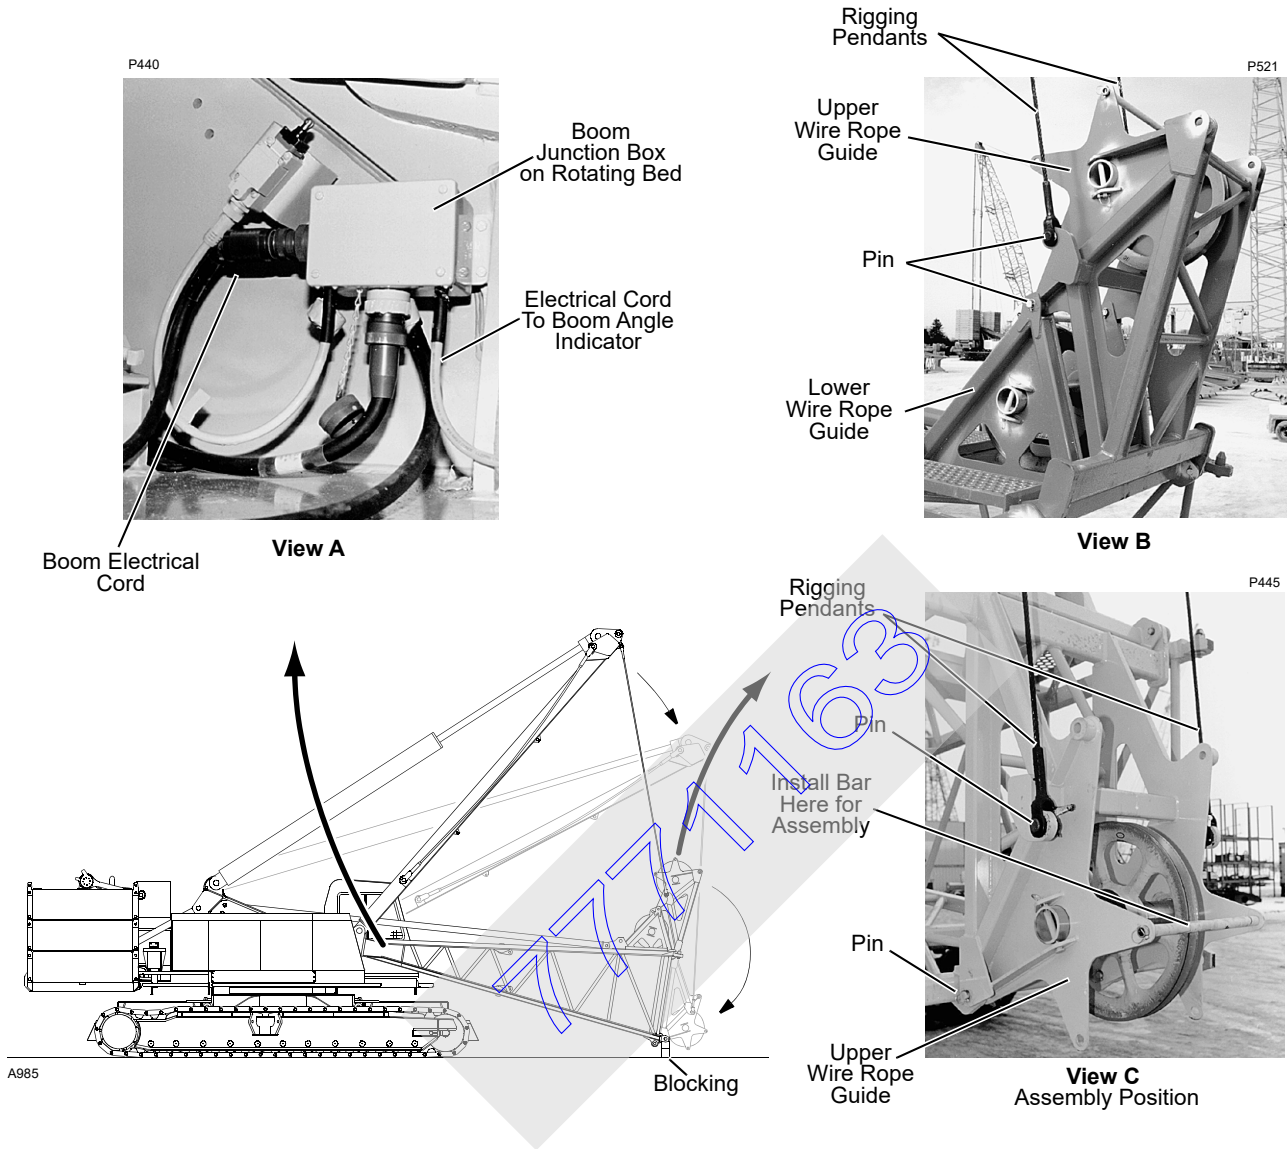 P440
Boom
Junction Box
on Rotating Bed
Electrical Cord
To Boom Angle
Indicator
Boom Electrical
Cord
View A
Rigging
Pendants
P521
Upper
Wire Rope
Guide
Pin
Lower
Wire Rope
Guide
View B
Rigging
Pendants
P445
Pin
Install Bar
Here for
Assembly
Pin
Upper
Wire Rope
Guide
View C
Assembly Position
777 1163
Blocking
A985